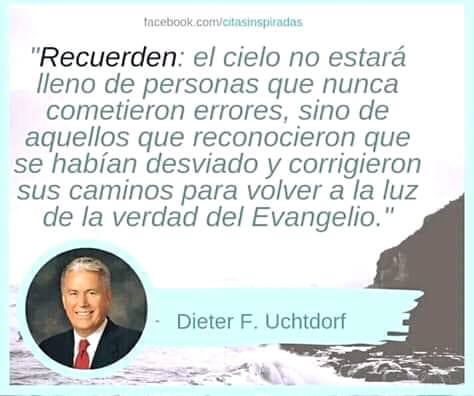 facebook.com/citasinspiradas
"Recuerden: el cielo no estará
lleno de personas que nunca
cometieron errores, sino de
aquellos que reconocieron que
se habían desviado y corrigieron
sus caminos para volver a la luz
de la verdad del Evangelio."
- Dieter F. Uchtdorf